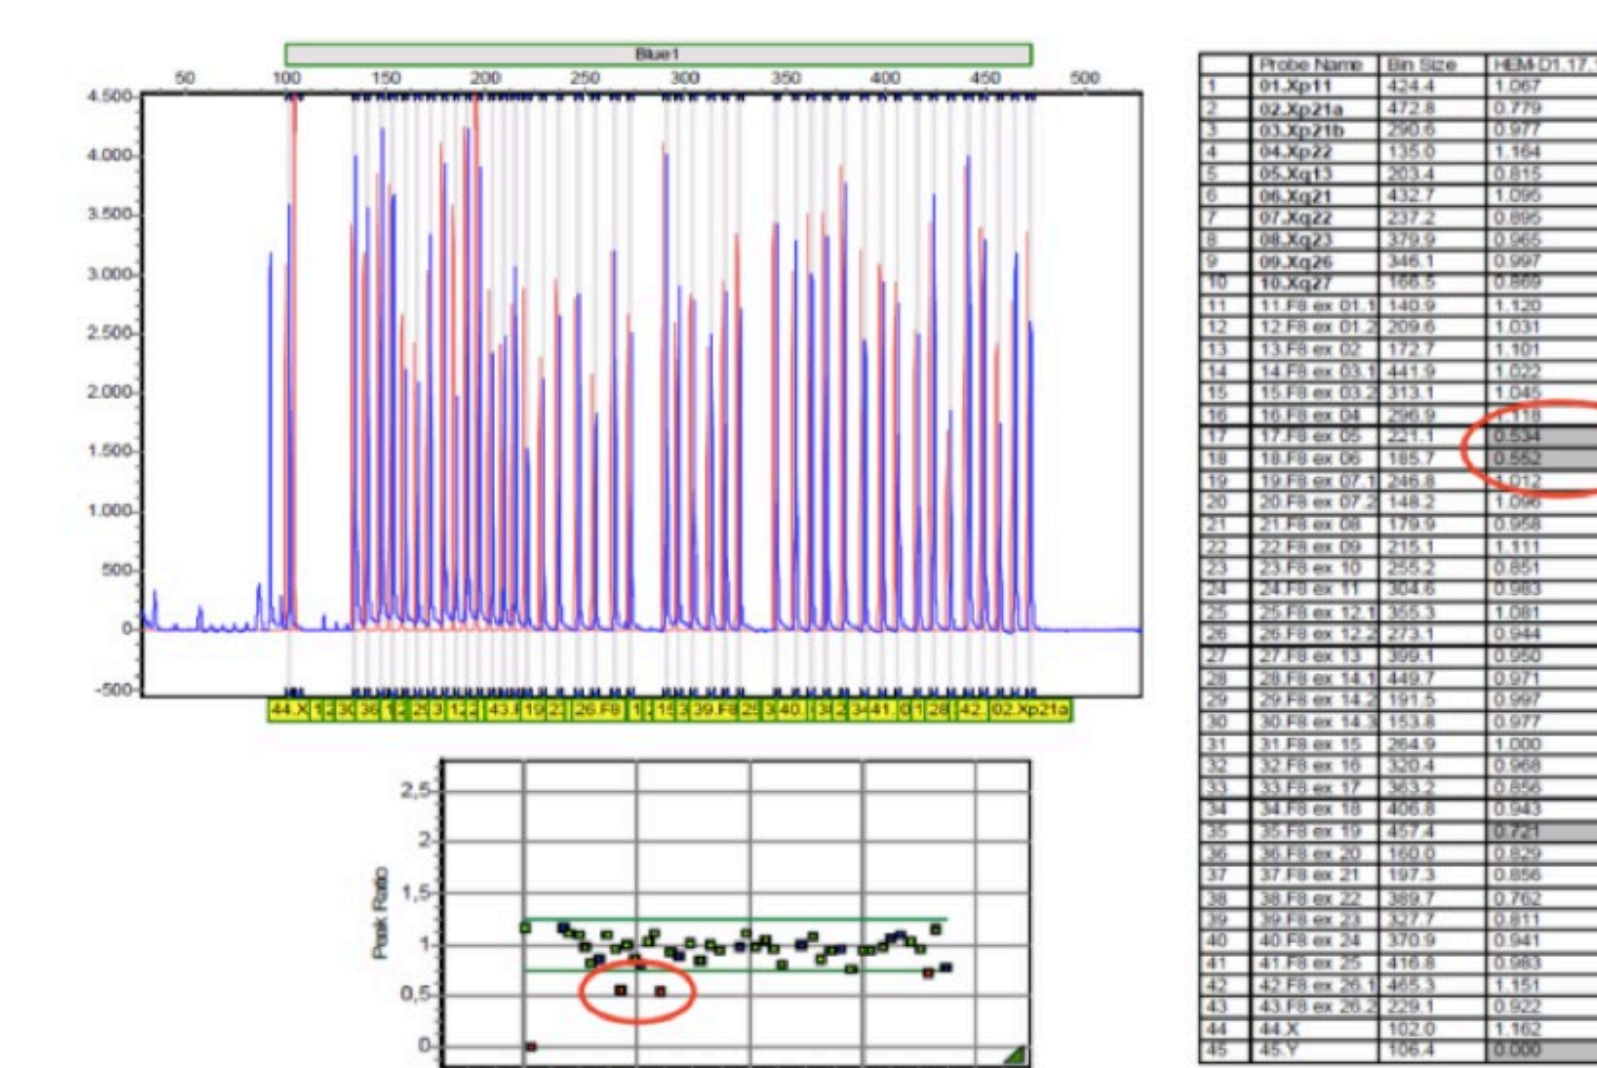 Blue1
50 100 150 200 250 300 350 400 450 500
4.500
4.000
3.500
3.000
2.500
2.000
1.500
1.000
500
0
-500
26.F8 39.F8 40. 28 42. 02.Xp21a
Peak Ratio
2,5
2
1,5
1
0,5
0
Probe Name Bin Size HEM-D1.17.
1 01.Xp11 424.4 1.067
2 02.Xp21a 472.8 0.779
3 03.Xp21b 290.6 0.977
4 04.Xp22 135.0 1.164
5 05.Xq13 203.4 0.815
6 06.Xq21 432.7 1.095
7 07.Xq22 237.2 0.895
8 08.Xq23 379.9 0.965
9 09.Xq26 346.1 0.997
10 10.Xq27 166.5 0.869
11 11.F8 ex 01.1 140.9 1.120
12 12.F8 ex 01.2 209.6 1.031
13 13.F8 ex 02 172.7 1.101
14 14.F8 ex 03.1 441.9 1.022
15 15.F8 ex 03.2 313.1 1.045
16 16.F8 ex 04 296.9 1.118
17 17.F8 ex 05 221.1 0.534
18 18.F8 ex 06 185.7 0.552
19 19.F8 ex 07.1 246.8 1.012
20 20.F8 ex 07.2 148.2 1.096
21 21.F8 ex 08 179.9 0.958
22 22.F8 ex 09 215.1 1.111
23 23.F8 ex 10 255.2 0.851
24 24.F8 ex 11 304.6 0.983
25 25.F8 ex 12.1 355.3 1.081
26 26.F8 ex 12.2 273.1 0.944
27 27.F8 ex 13 399.1 0.950
28 28.F8 ex 14.1 449.7 0.971
29 29.F8 ex 14.2 191.5 0.997
30 30.F8 ex 14.3 153.8 0.977
31 31.F8 ex 15 264.9 1.000
32 32.F8 ex 16 320.4 0.968
33 33.F8 ex 17 363.2 0.856
34 34.F8 ex 18 406.8 0.943
35 35.F8 ex 19 457.4 0.721
36 36.F8 ex 20 160.0 0.829
37 37.F8 ex 21 197.3 0.856
38 38.F8 ex 22 389.7 0.762
39 39.F8 ex 23 327.7 0.811
40 40.F8 ex 24 370.9 0.941
41 41.F8 ex 25 416.8 0.983
42 42.F8 ex 26.1 465.3 1.151
43 43.F8 ex 26.2 229.1 0.922
44 44.X 102.0 1.162
45 45.Y 106.4 0.000